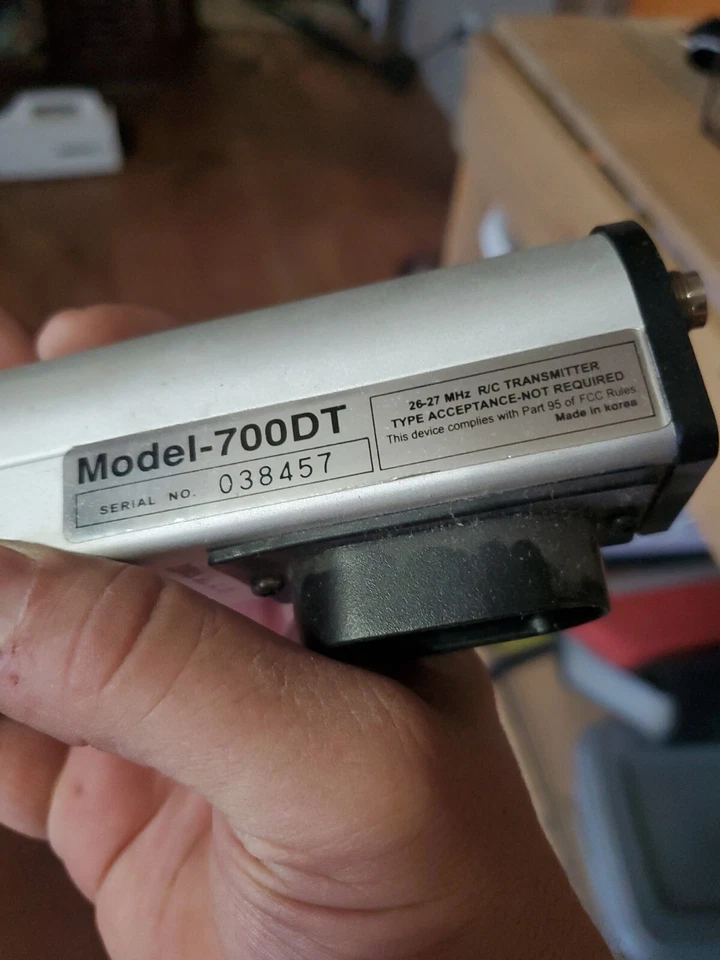 Model-700DT
SERIAL NO. 038457
26-27 MHz R/C TRANSMITTER
TYPE ACCEPTANCE-NOT REQUIRED
This device complies with Part 95 of FCC Rules.
Made in korea